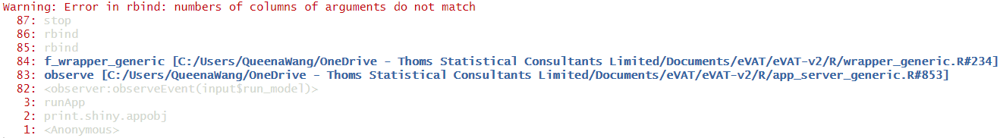 Warning: Error in rbind: numbers of columns of arguments do not match
87: stop
86: rbind
85: rbind
84: f_wrapper_generic [C:/Users/QueenaWang/OneDrive - Thoms Statistical Consultants Limited/Documents/eVAT/eVAT-v2/R/wrapper_generic.R#234]
83: observe [C:/Users/QueenaWang/OneDrive - Thoms Statistical Consultants Limited/Documents/eVAT/eVAT-v2/R/app_server_generic.R#853]
82: <observer:observeEvent(input$run_model)>
3: runApp
2: print.shiny.appobj
1: <Anonymous>